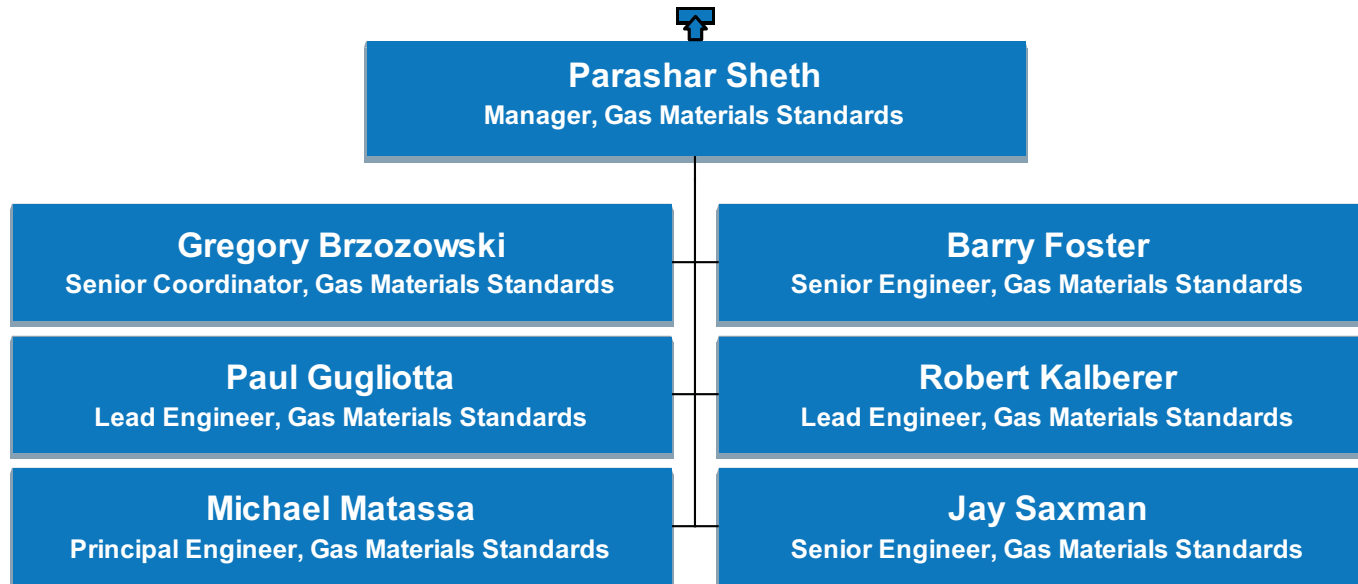 Parashar Sheth
Manager, Gas Materials Standards
Gregory Brzozowski
Senior Coordinator, Gas Materials Standards
Barry Foster
Senior Engineer, Gas Materials Standards
Paul Gugliotta
Lead Engineer, Gas Materials Standards
Robert Kalberer
Lead Engineer, Gas Materials Standards
Michael Matassa
Principal Engineer, Gas Materials Standards
Jay Saxman
Senior Engineer, Gas Materials Standards